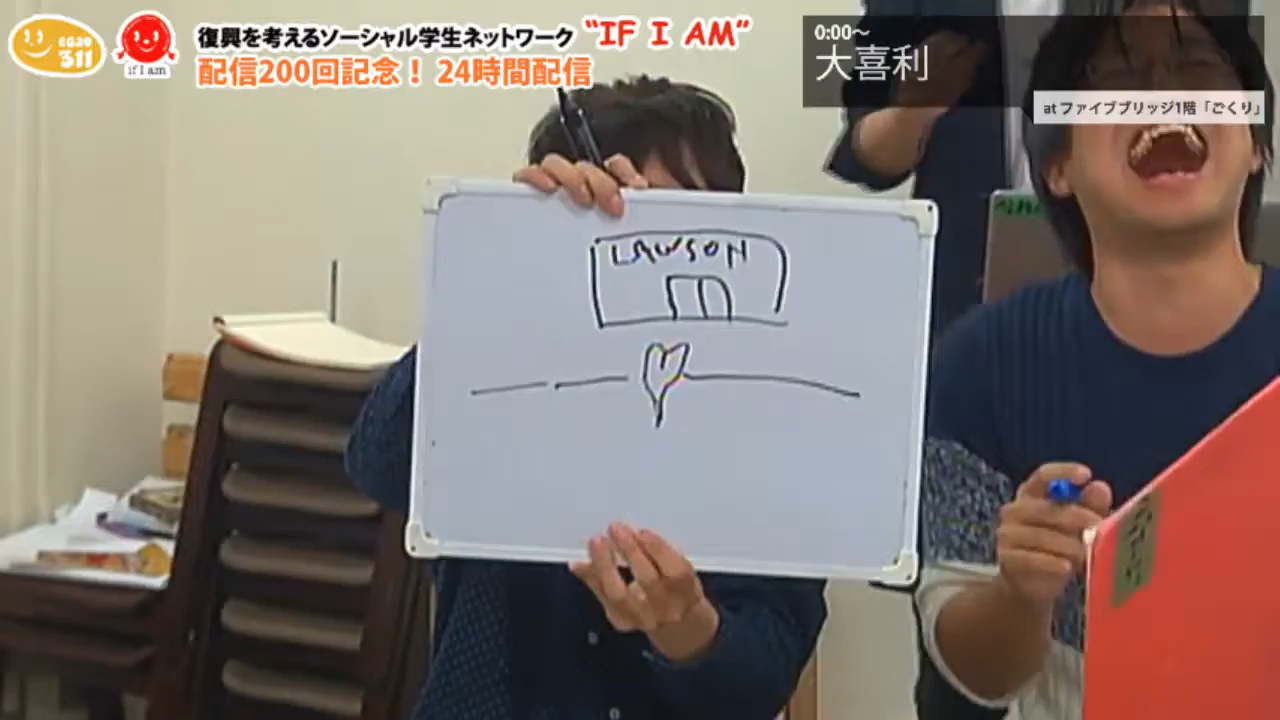 egao
311
if I am
復興を考えるソーシャル学生ネットワーク "IF I AM"
配信200回記念！ 24時間配信
0:00～
大喜利
at ファイブブリッジ1階「ごくり」
LAWSON